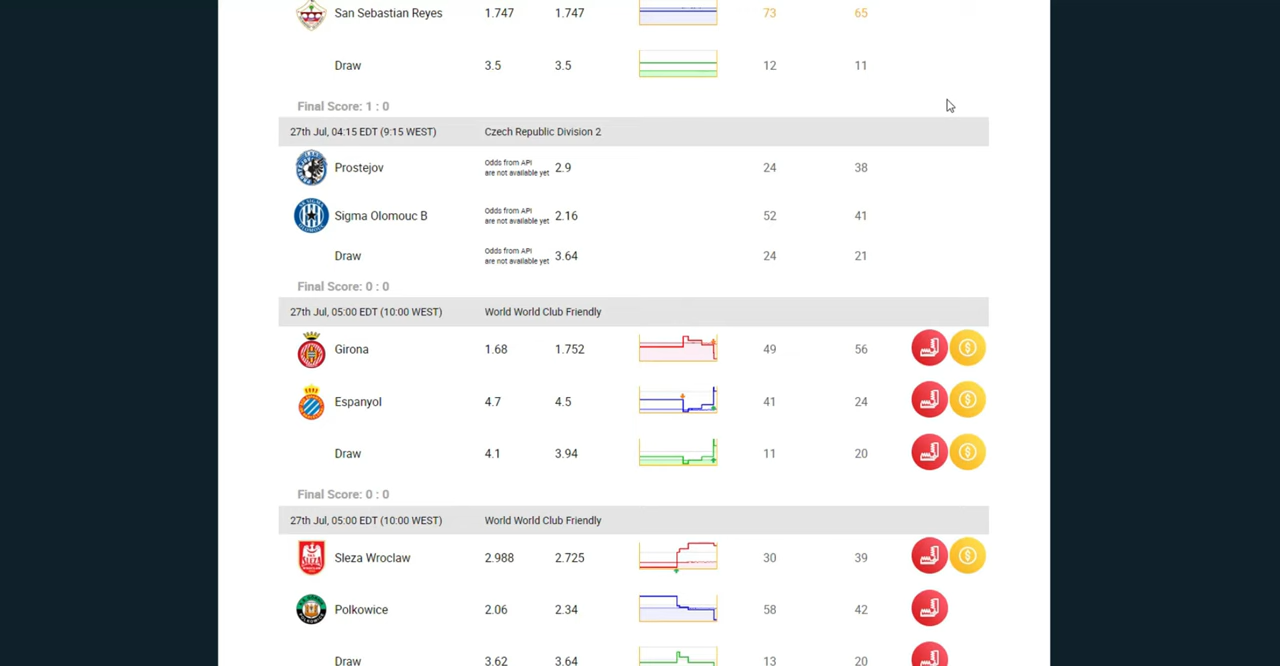 San Sebastian Reyes 1.747 1.747 73 65
Draw 3.5 3.5 12 11
Final Score: 1 : 0
27th Jul, 04:15 EDT (9:15 WEST) Czech Republic Division 2
Prostejov Odds from API are not available yet 2.9 24 38
Sigma Olomouc B Odds from API are not available yet 2.16 52 41
Draw Odds from API are not available yet 3.64 24 21
Final Score: 0 : 0
27th Jul, 05:00 EDT (10:00 WEST) World World Club Friendly
Girona 1.68 1.752 49 56
Espanyol 4.7 4.5 41 24
Draw 4.1 3.94 11 20
Final Score: 0 : 0
27th Jul, 05:00 EDT (10:00 WEST) World World Club Friendly
Sleza Wroclaw 2.988 2.725 30 39
Polkowice 2.06 2.34 58 42
Draw 3.62 3.64 13 20